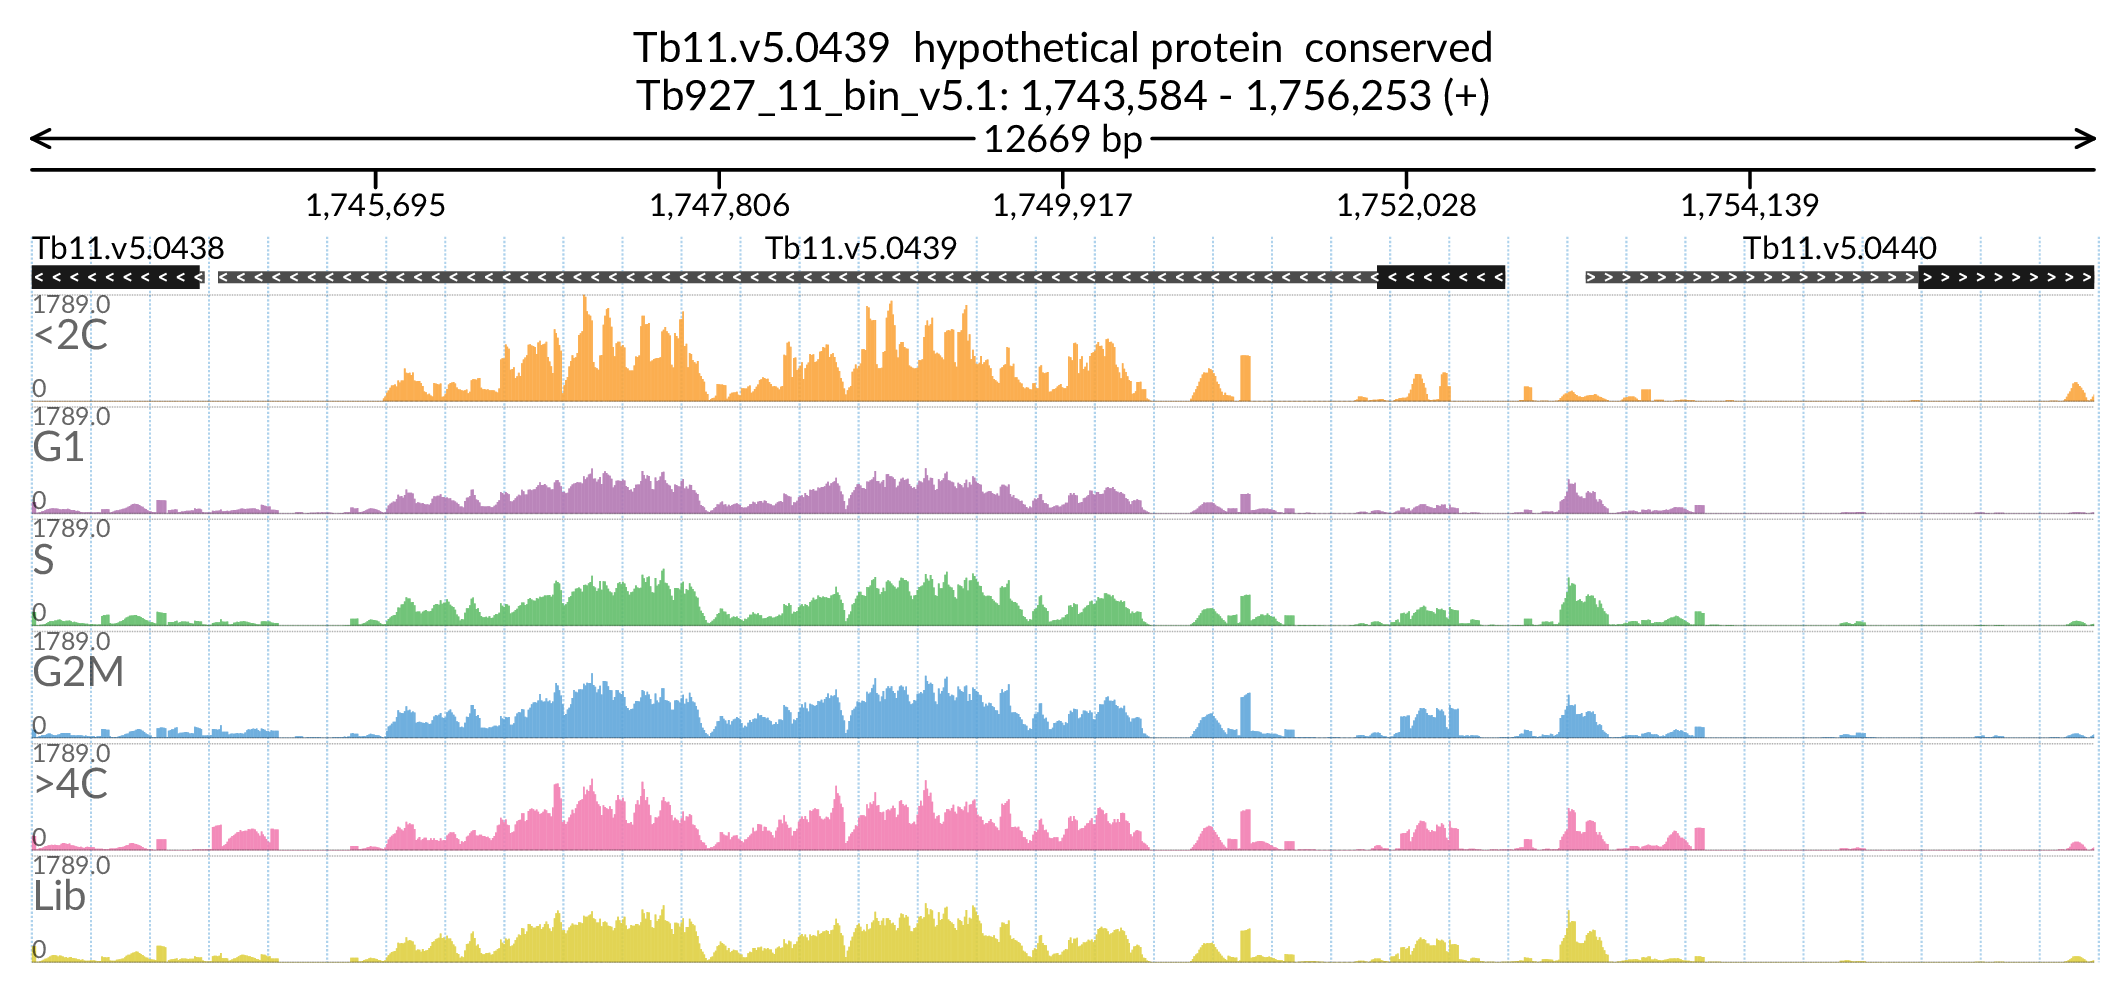 Tb11.v5.0439 hypothetical protein conserved
Tb927_11_bin_v5.1: 1,743,584 - 1,756,253 (+)
12669 bp
1,745,695 1,747,806 1,749,917 1,752,028 1,754,139
Tb11.v5.0438 Tb11.v5.0439 Tb11.v5.0440
1789.0
<2C
0
1789.0
G1
0
1789.0
S
0
1789.0
G2M
0
1789.0
>4C
0
1789.0
Lib
0